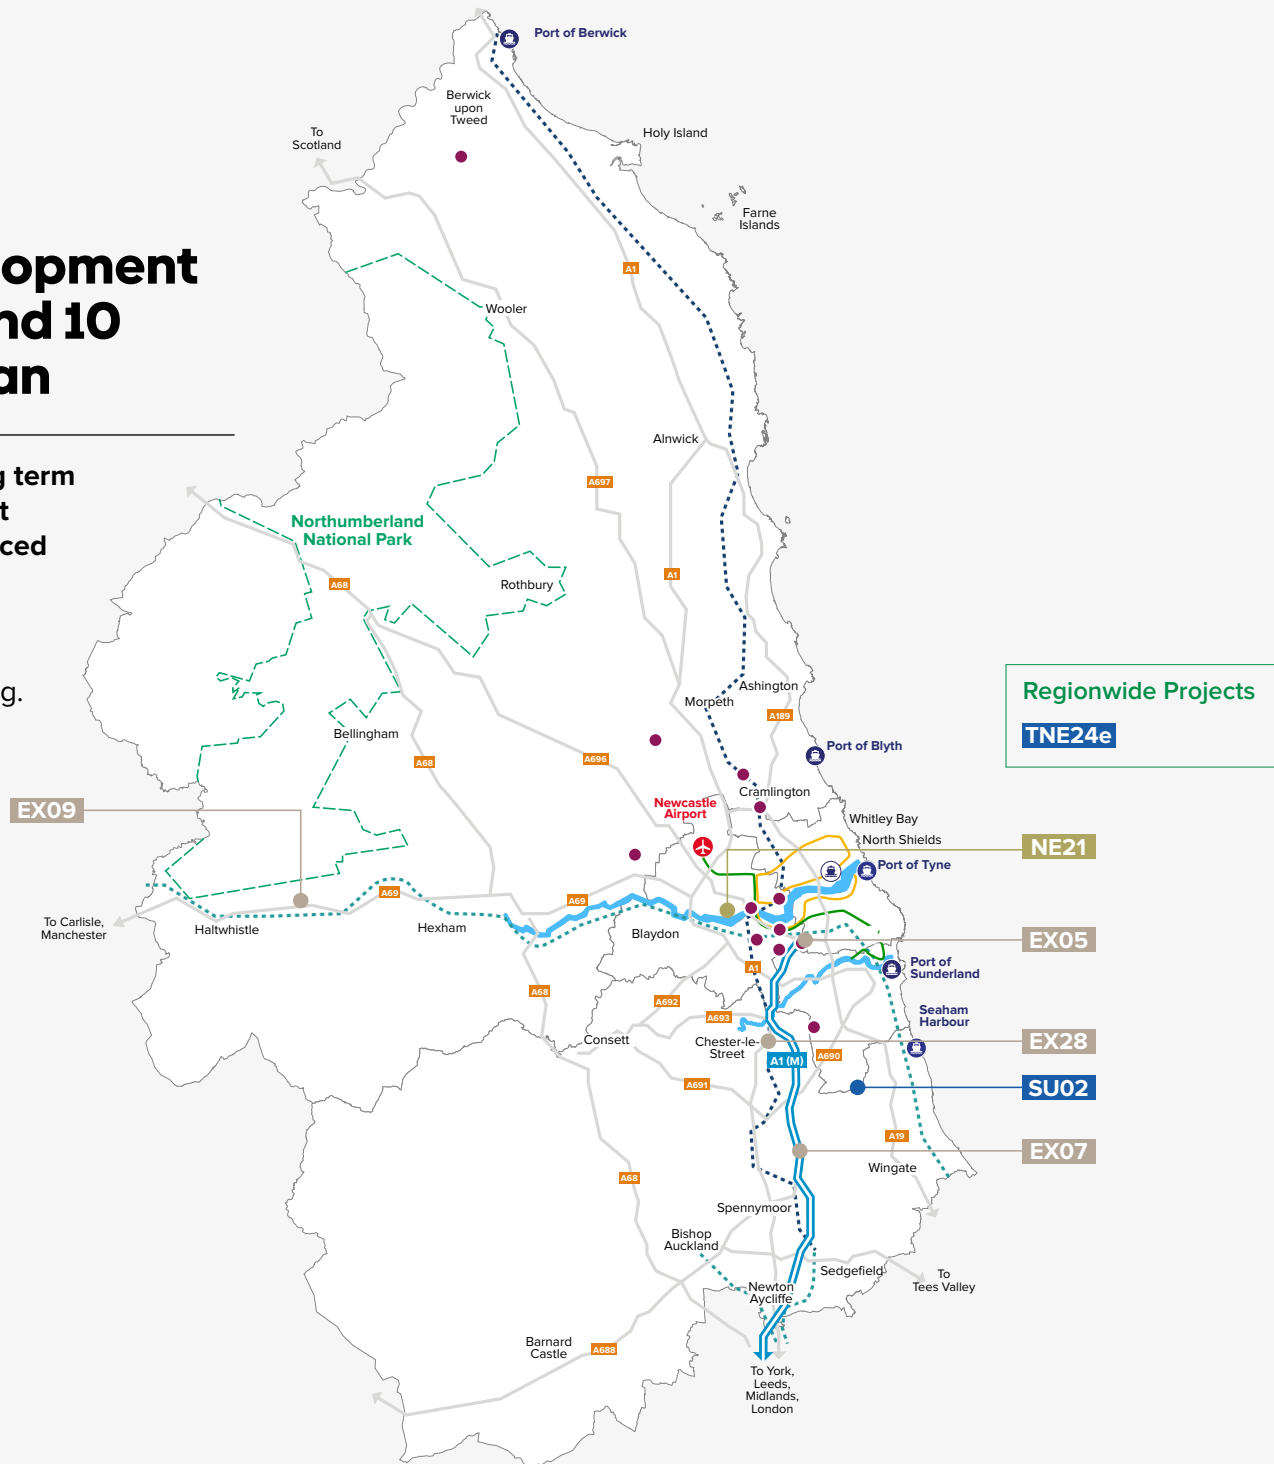 opment
nd 10
an
g term
t
ced
g.
Port of Berwick
Berwick
upon
Tweed
To
Scotland
Holy Island
Farne
Islands
A1
Wooler
Alnwick
A697
Northumberland
National Park
A68
A1
Rothbury
Ashington
Morpeth
A189
Regionwide Projects
TNE24e
Bellingham
A68
A696
Port of Blyth
Cramlington
Newcastle
Airport
EX09
Whitley Bay
North Shields
NE21
Port of Tyne
A69
A69
To Carlisle,
Manchester
Haltwhistle
Hexham
Blaydon
EX05
A1
Port of
Sunderland
A68
A692
A693
Seaham
Harbour
Consett
Chester-le-
Street
EX28
A1 (M)
A690
A691
SU02
A19
EX07
Wingate
A68
Spennymoor
Bishop
Auckland
Sedgefield
To
Tees Valley
Newton
Aycliffe
Barnard
Castle
A688
To York,
Leeds,
Midlands,
London